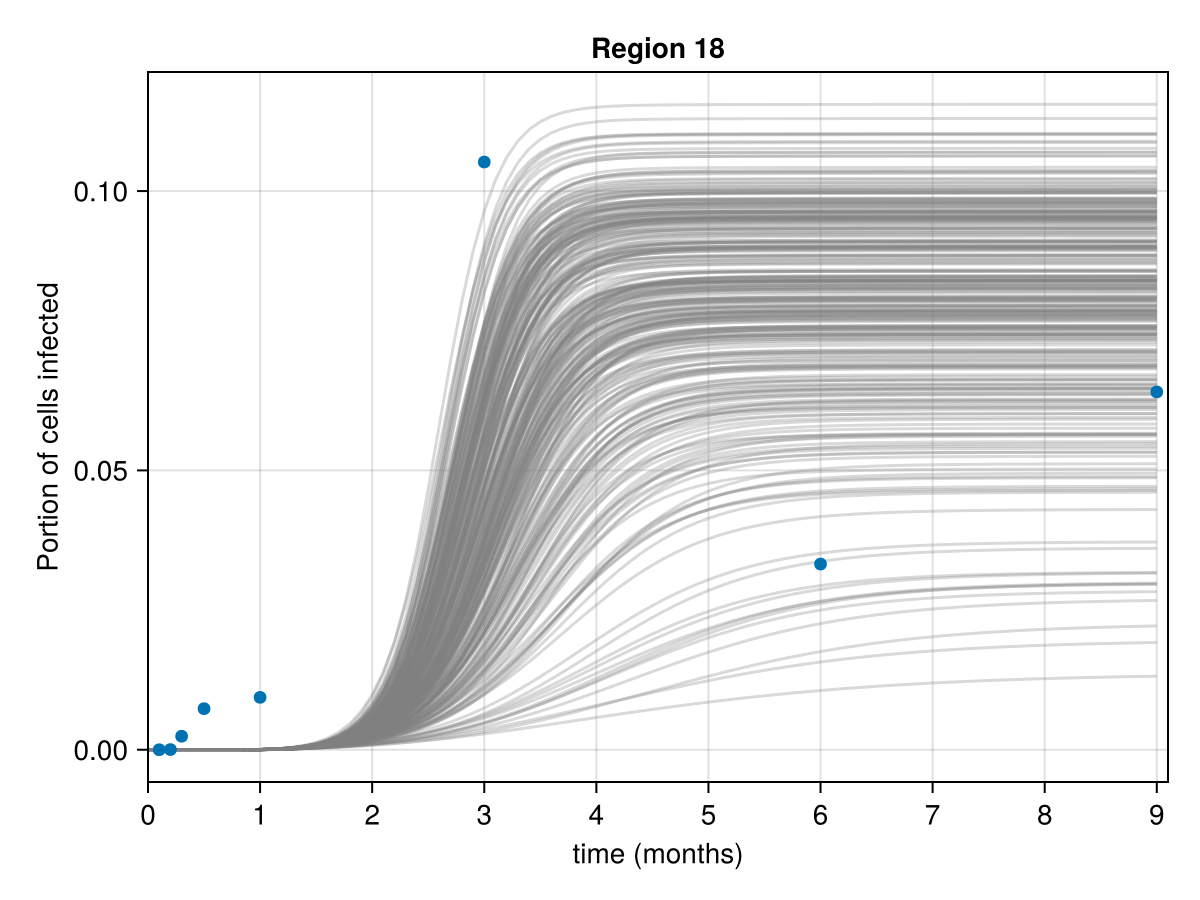 Region 18
Portion of cells infected
0.10
0.05
0.00
0 1 2 3 4 5 6 7 8 9
time (months)